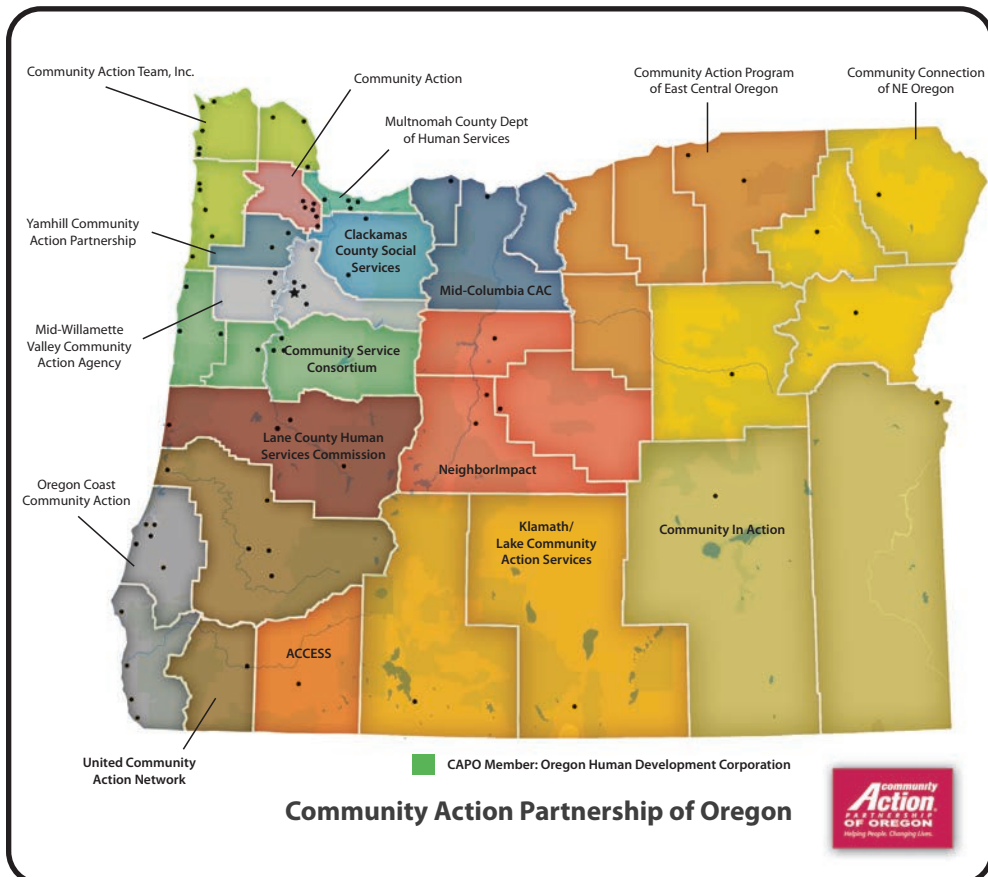 Community Action Team, Inc.
Community Action
Multnomah County Dept
of Human Services
Community Action Program
of East Central Oregon
Community Connection
of NE Oregon
Yamhill Community
Action Partnership
Clackamas
County Social
Services
Mid-Columbia CAC
Mid-Willamette
Valley Community
Action Agency
Community Service
Consortium
Lane County Human
Services Commission
NeighborImpact
Oregon Coast
Community Action
Klamath/
Lake Community
Action Services
Community In Action
ACCESS
United Community
Action Network
CAPO Member: Oregon Human Development Corporation
Community Action Partnership of Oregon
community
Action
PARTNERSHIP
OF OREGON
Helping People. Changing Lives.